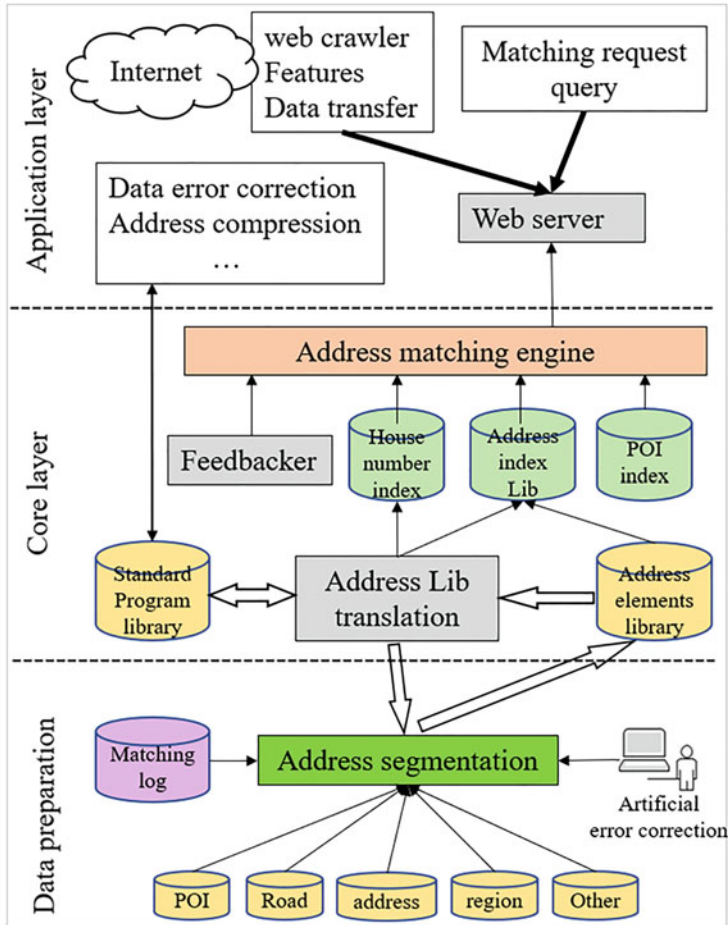 Application layer
Internet
web crawler
Features
Data transfer
Matching request
query
Data error correction
Address compression
...
Web server
Core layer
Address matching engine
Feedbacker
House
number
index
Address
index
Lib
POI
index
Standard
Program
library
Address Lib
translation
Address
elements
library
Data preparation
Matching
log
Address segmentation
Artificial
error correction
POI
Road
address
region
Other